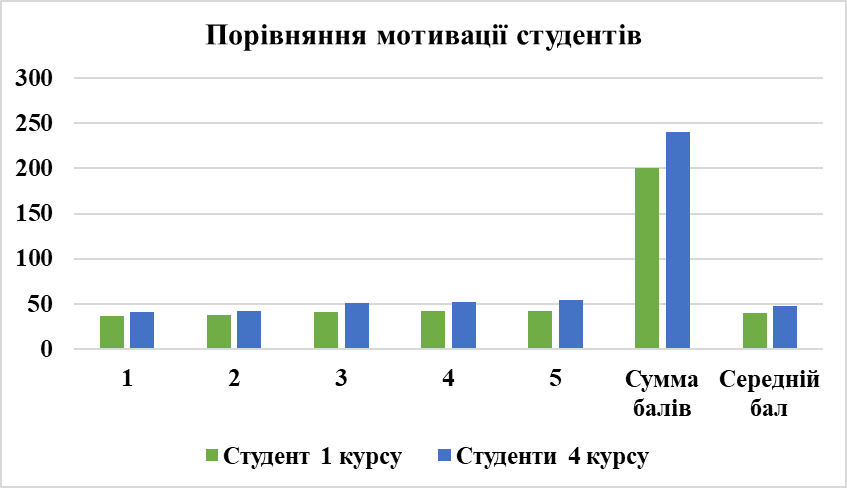 Порівняння мотивації студентів
300
250
200
150
100
50
0
1 2 3 4 5 Сумма балів Середній бал
Студент 1 курсу Студенти 4 курсу